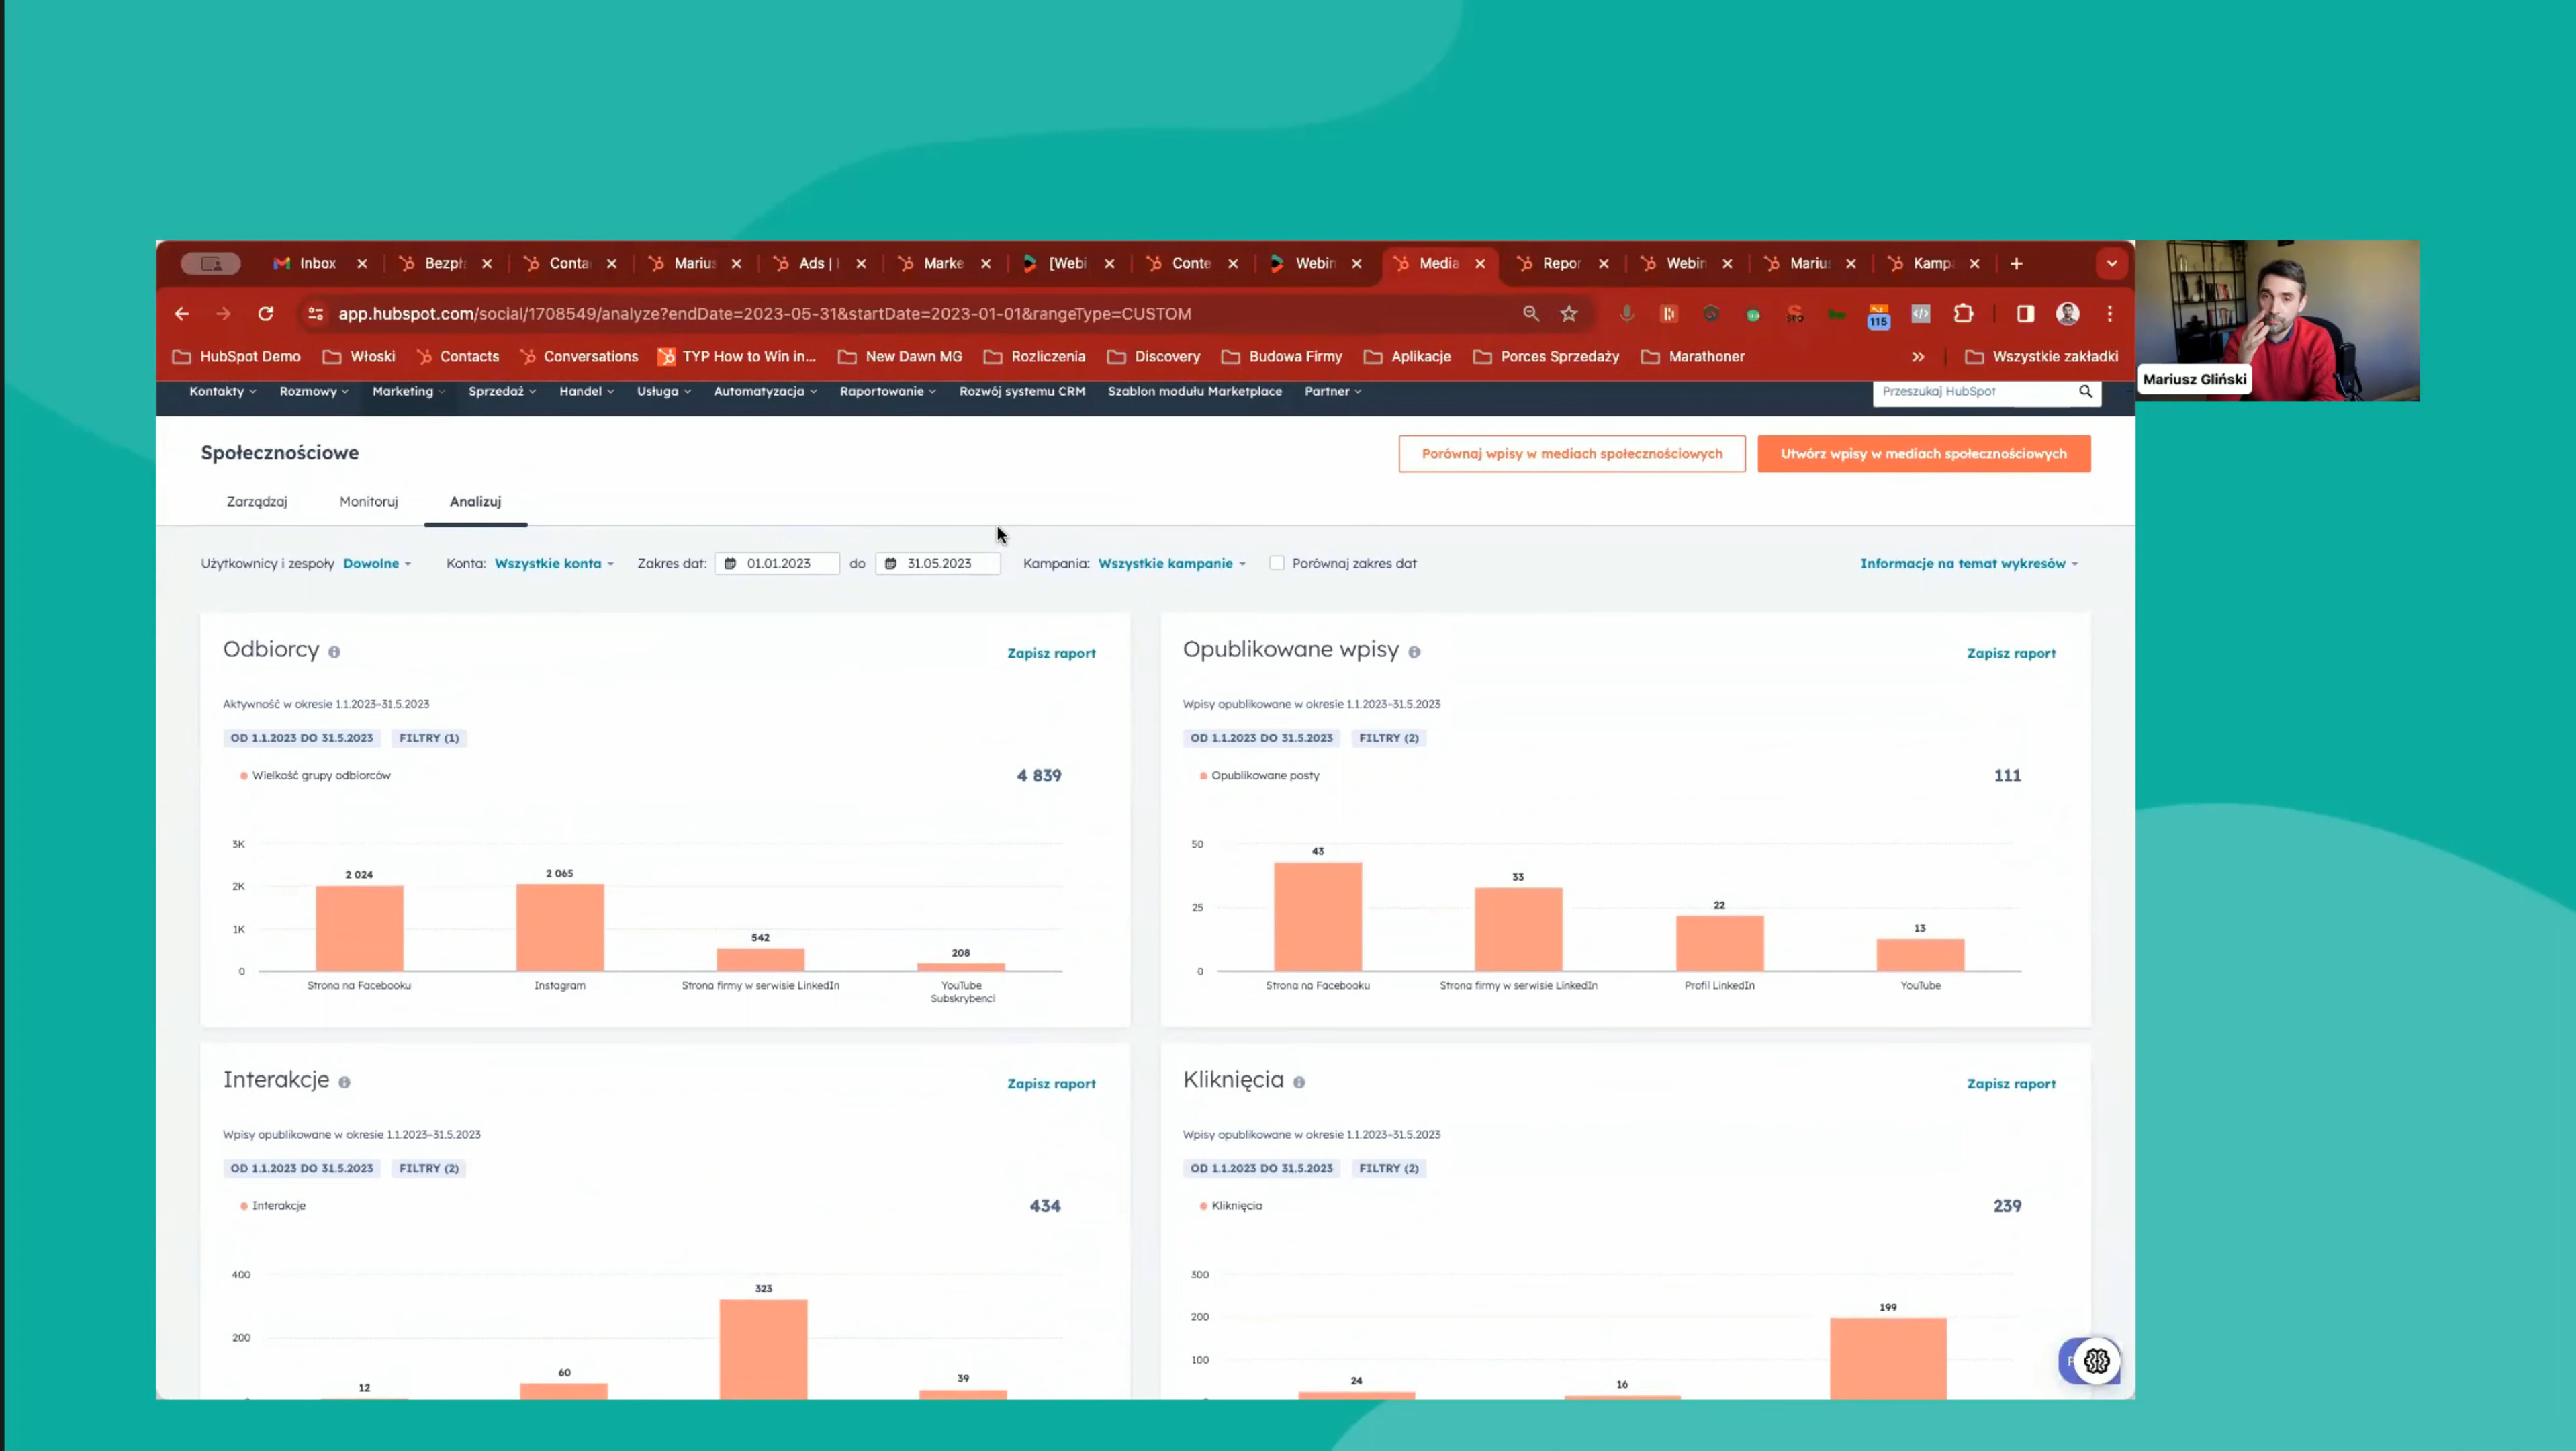 Inbox Bezpł Conta Marius Ads | Marke [Webi Conte Webin Media Repor Webin Mariu Kamp
app.hubspot.com/social/1708549/analyze?endDate=2023-05-31&startDate=2023-01-01&rangeType=CUSTOM
115
HubSpot Demo Włoski Contacts Conversations TYP How to Win in... New Dawn MG Rozliczenia Discovery Budowa Firmy Aplikacje Porces Sprzedaży Marathoner » Wszystkie zakładki
Mariusz Gliński
Kontakty Rozmowy Marketing Sprzedaż Handel Usługa Automatyzacja Raportowanie Rozwój systemu CRM Szablon modułu Marketplace Partner Przeszukaj HubSpot
Społecznościowe
Porównaj wpisy w mediach społecznościowych
Utwórz wpisy w mediach społecznościowych
Zarządzaj Monitoruj Analizuj
Użytkownicy i zespoły Dowolne Konta: Wszystkie konta Zakres dat: 01.01.2023 do 31.05.2023 Kampania: Wszystkie kampanie Porównaj zakres dat Informacje na temat wykresów
Odbiorcy
Zapisz raport
Aktywność w okresie 1.1.2023–31.5.2023
OD 1.1.2023 DO 31.5.2023 FILTRY (1)
Wielkość grupy odbiorców 4 839
3K
2K
1K
0
2 024
2 065
542
208
Strona na Facebooku
Instagram
Strona firmy w serwisie LinkedIn
YouTube
Subskrybenci
Opublikowane wpisy
Zapisz raport
Wpisy opublikowane w okresie 1.1.2023–31.5.2023
OD 1.1.2023 DO 31.5.2023 FILTRY (2)
Opublikowane posty 111
50
25
0
43
33
22
13
Strona na Facebooku
Strona firmy w serwisie LinkedIn
Profil LinkedIn
YouTube
Interakcje
Zapisz raport
Wpisy opublikowane w okresie 1.1.2023–31.5.2023
OD 1.1.2023 DO 31.5.2023 FILTRY (2)
Interakcje 434
400
200
12
60
323
39
Kliknięcia
Zapisz raport
Wpisy opublikowane w okresie 1.1.2023–31.5.2023
OD 1.1.2023 DO 31.5.2023 FILTRY (2)
Kliknięcia 239
300
200
100
24
16
199